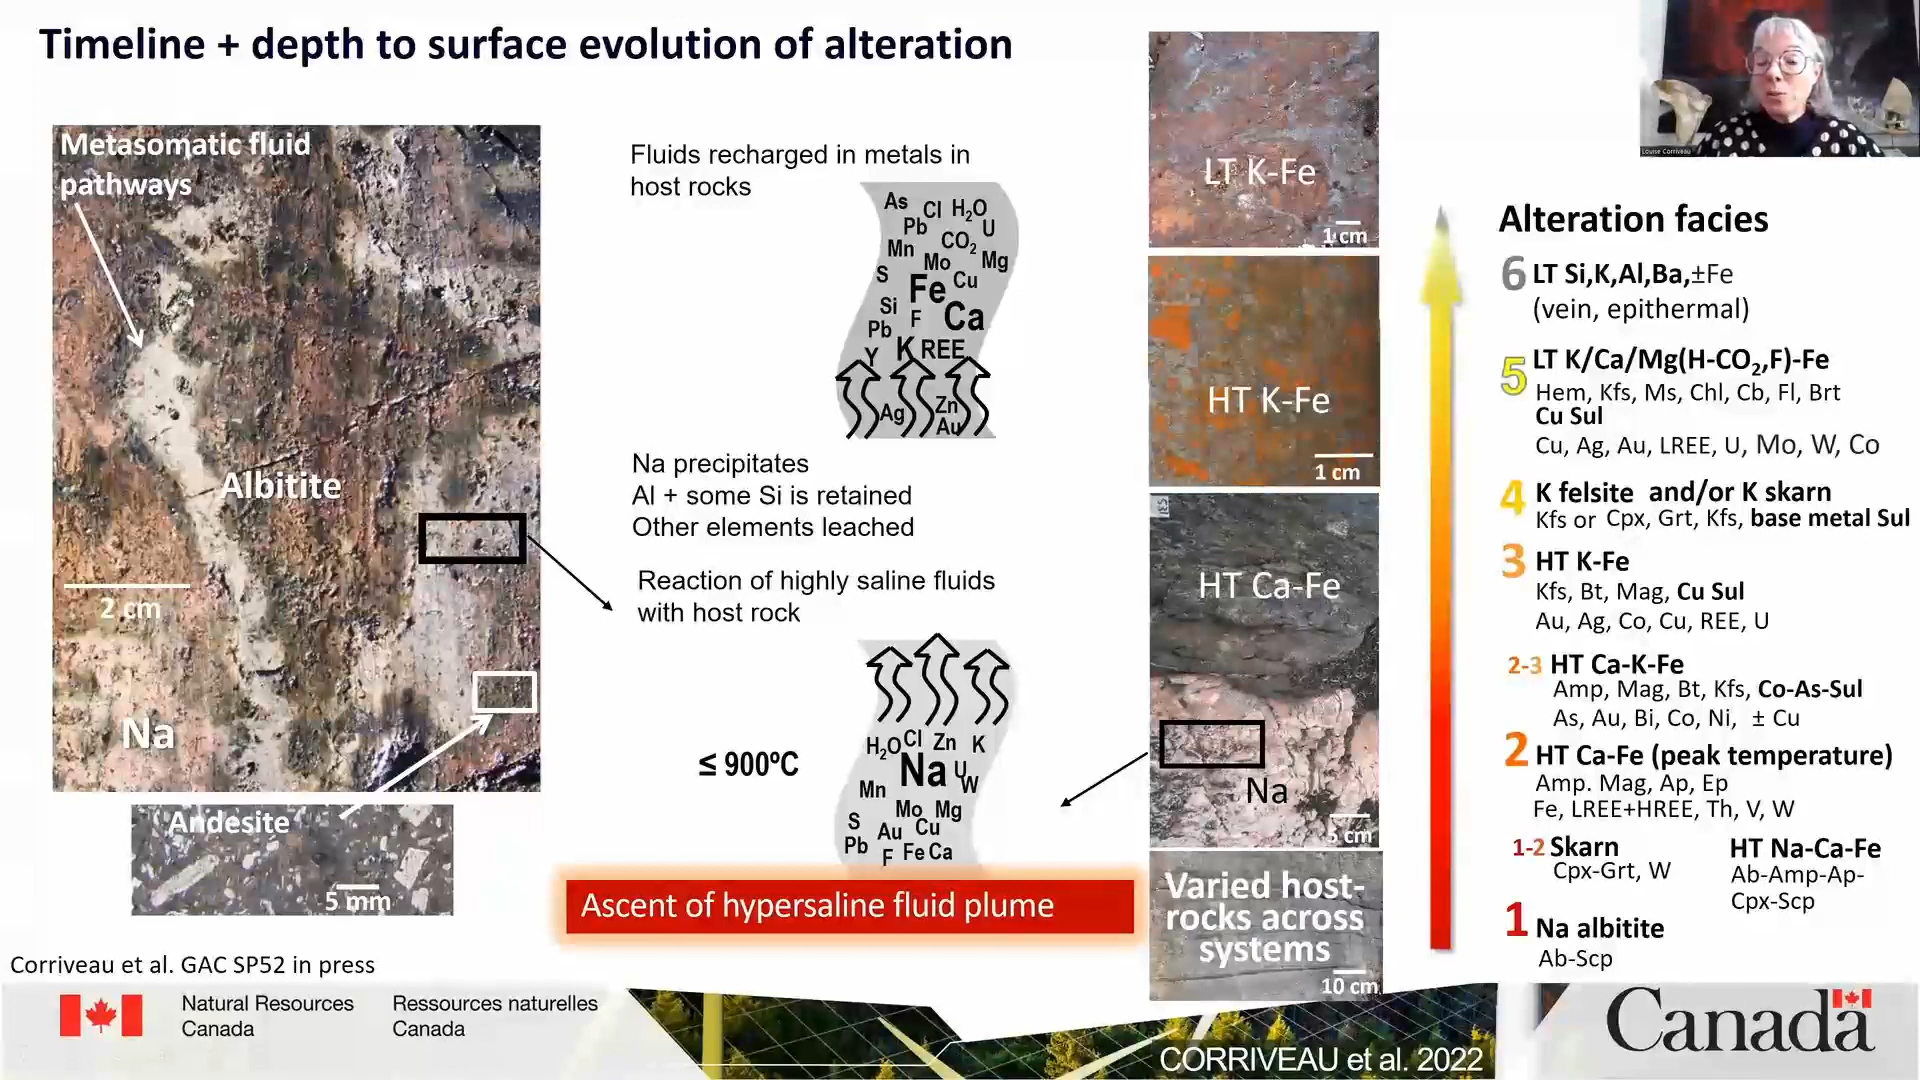 Timeline + depth to surface evolution of alteration
Metasomatic fluid
pathways
Albitite
2 cm
Na
Andesite
5 mm
Fluids recharged in metals in
host rocks
As Cl H₂O
Pb U
Mn CO₂
Mo Mg
S Cu
Fe
Si F Ca
Pb
Y K REE
Ag Zn
Au
Na precipitates
Al + some Si is retained
Other elements leached
Reaction of highly saline fluids
with host rock
≤ 900ºC
H₂O Cl Zn K
Na U
W
Mn
Mo Mg
S Au Cu
Pb F Fe Ca
Ascent of hypersaline fluid plume
LT K-Fe
1 cm
HT K-Fe
1 cm
HT Ca-Fe
Na
5 cm
Varied host-
rocks across
systems
10 cm
Louise Corriveau
Alteration facies
6 LT Si,K,Al,Ba,±Fe
(vein, epithermal)
5 LT K/Ca/Mg(H-CO₂,F)-Fe
Hem, Kfs, Ms, Chl, Cb, Fl, Brt
Cu Sul
Cu, Ag, Au, LREE, U, Mo, W, Co
4 K felsite and/or K skarn
Kfs or Cpx, Grt, Kfs, base metal Sul
3 HT K-Fe
Kfs, Bt, Mag, Cu Sul
Au, Ag, Co, Cu, REE, U
2-3 HT Ca-K-Fe
Amp, Mag, Bt, Kfs, Co-As-Sul
As, Au, Bi, Co, Ni, ± Cu
2 HT Ca-Fe (peak temperature)
Amp. Mag, Ap, Ep
Fe, LREE+HREE, Th, V, W
1-2 Skarn
Cpx-Grt, W
HT Na-Ca-Fe
Ab-Amp-Ap-
Cpx-Scp
1 Na albitite
Ab-Scp
Corriveau et al. GAC SP52 in press
Natural Resources
Canada
Ressources naturelles
Canada
CORRIVEAU et al. 2022
Canada